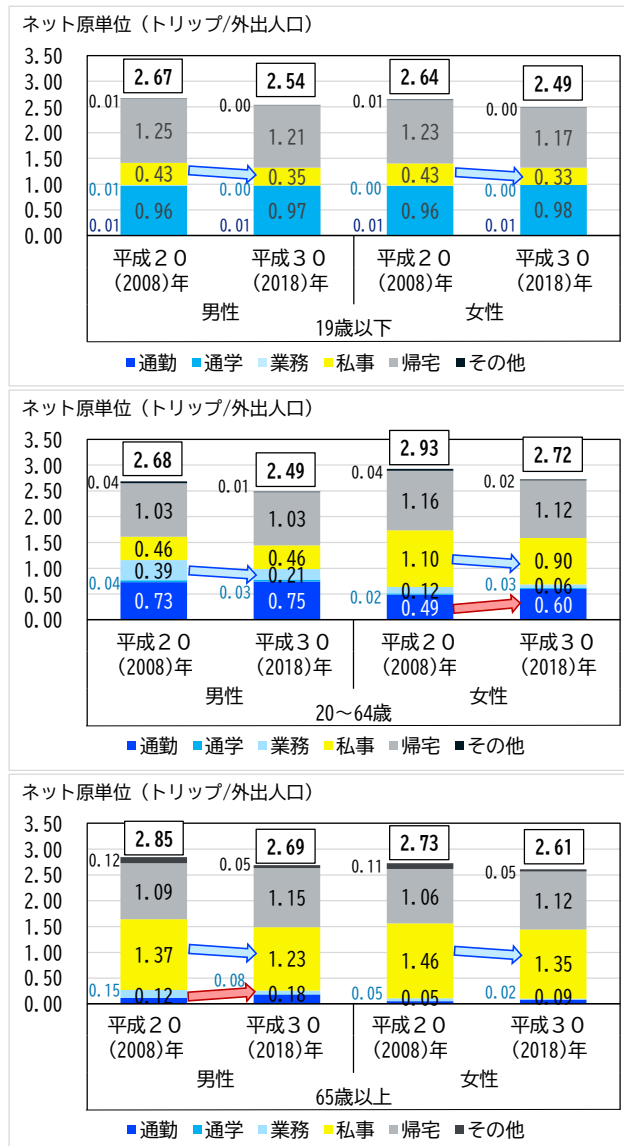 ネット原単位（トリップ/外出人口）
3.50
3.00
2.50
2.00
1.50
1.00
0.50
0.00
2.67 2.54 2.64 2.49
0.01 0.00 0.01 0.00
1.25 1.21 1.23 1.17
0.43 0.35 0.43 0.33
0.01 0.00 0.00 0.00
0.96 0.97 0.96 0.98
0.01 0.01 0.01 0.01
平成２０ 平成３０ 平成２０ 平成３０
(2008)年 (2018)年 (2008)年 (2018)年
男性 女性
19歳以下
通勤 通学 業務 私事 帰宅 その他
ネット原単位（トリップ/外出人口）
3.50
3.00
2.50
2.00
1.50
1.00
0.50
0.00
2.68 2.49 2.93 2.72
0.04 0.01 0.04 0.02
1.03 1.03 1.16 1.12
0.46 0.46 1.10 0.90
0.39 0.21 0.12 0.06
0.04 0.03 0.02 0.03
0.73 0.75 0.49 0.60
平成２０ 平成３０ 平成２０ 平成３０
(2008)年 (2018)年 (2008)年 (2018)年
男性 女性
20～64歳
通勤 通学 業務 私事 帰宅 その他
ネット原単位（トリップ/外出人口）
3.50
3.00
2.50
2.00
1.50
1.00
0.50
0.00
2.85 2.69 2.73 2.61
0.12 0.05 0.11 0.05
1.09 1.15 1.06 1.12
1.37 1.23 1.46 1.35
0.15 0.08 0.05 0.02
0.12 0.18 0.05 0.09
平成２０ 平成３０ 平成２０ 平成３０
(2008)年 (2018)年 (2008)年 (2018)年
男性 女性
65歳以上
通勤 通学 業務 私事 帰宅 その他